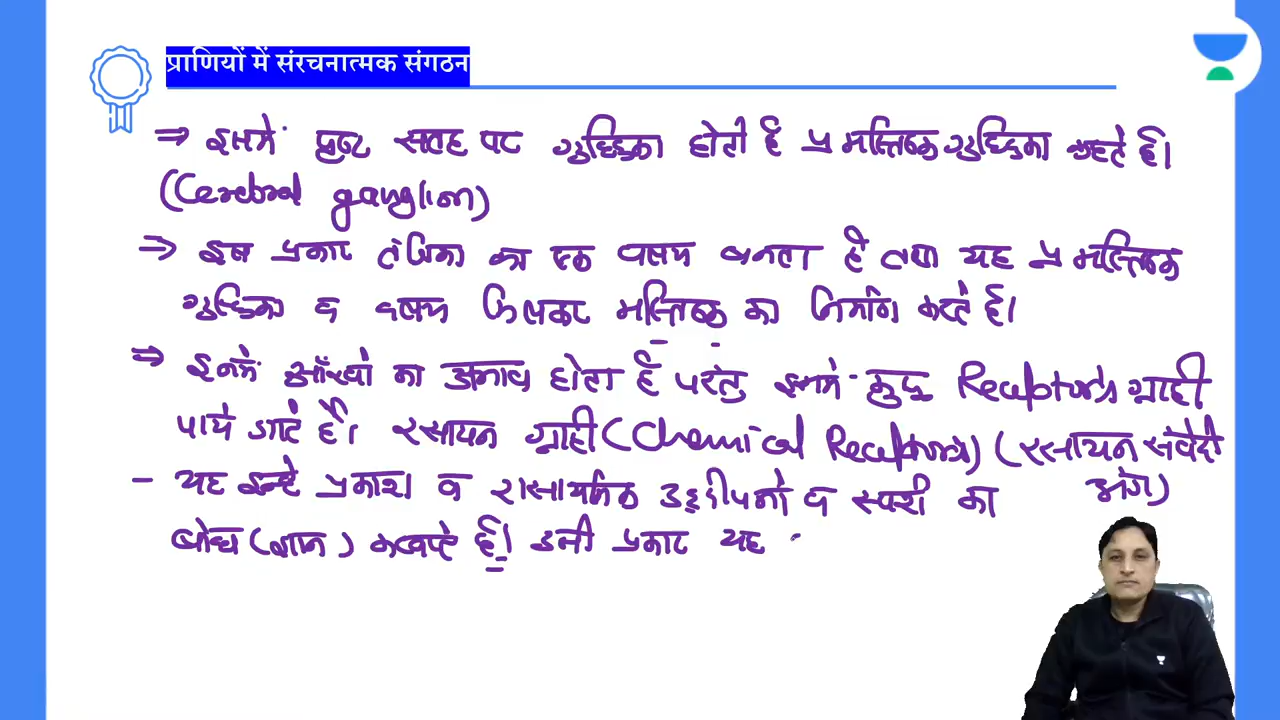 प्राणियों में संरचनात्मक संगठन
⇒ इसमें पृष्ठ सतह पर गुच्छिका होती है प्र मस्तिष्क गुच्छिका कहते हैं।
(Cerebral ganglion)
⇒ इस प्रकार तंत्रिका का एक वलय बनता है तथा यह प्र मस्तिष्क
गुच्छिका व वलय मिलकर मस्तिष्क का निर्माण करते हैं।
⇒ इनमें आँखो का अभाव होता है परंतु इनमे कुछ Receptors ग्राही
पाये जाते हैं। रसायन ग्राही (Chemical Receptors) (रसायन संवेदी
अंग)
- यह इन्हे प्रकाश व रासायनिक उद्दीपनो व स्पर्श का
बोध (ज्ञान) करवाते हैं। इसी प्रकार यह